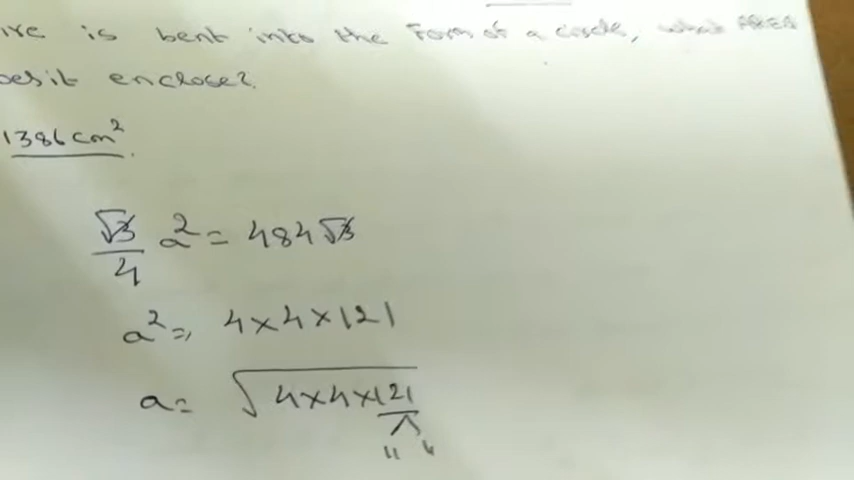 ire is bent into the form of a circle, what AREA
oes it enclose?
1386 cm²
√3/4 a² = 484√3
a² = 4×4×121
a = √4×4×121
11 11